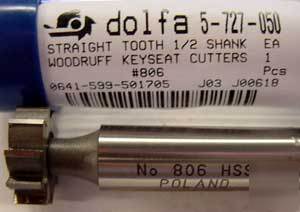 dolfa 5-727-050
STRAIGHT TOOTH 1/2 SHANK EA
WOODRUFF KEYSEAT CUTTERS 1
#806 Pcs
0641-599-501705 J03 J00618
No 806 HSS
POLAND